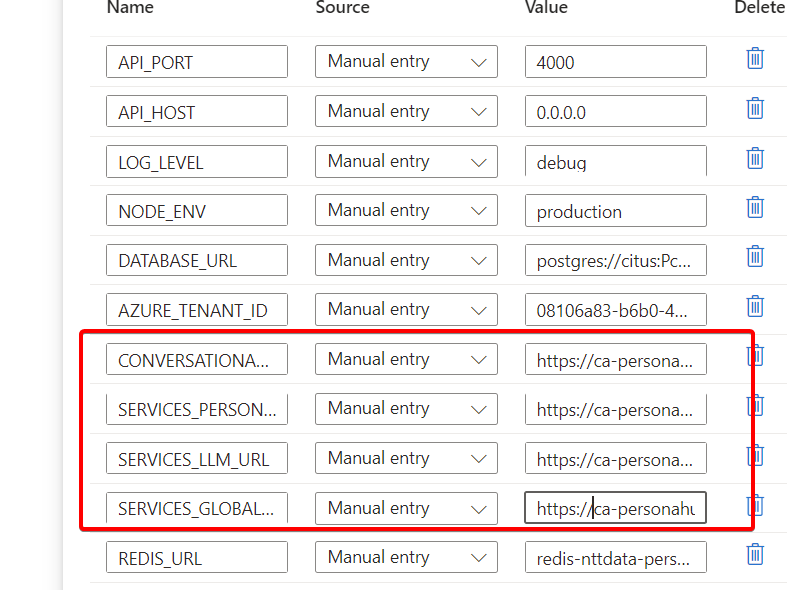 Name Source Value Delete
API_PORT Manual entry 4000
API_HOST Manual entry 0.0.0.0
LOG_LEVEL Manual entry debug
NODE_ENV Manual entry production
DATABASE_URL Manual entry postgres://citus:Pc...
AZURE_TENANT_ID Manual entry 08106a83-b6b0-4...
CONVERSATIONA... Manual entry https://ca-persona...
SERVICES_PERSON... Manual entry https://ca-persona...
SERVICES_LLM_URL Manual entry https://ca-persona...
SERVICES_GLOBAL... Manual entry https://ca-personahu
REDIS_URL Manual entry redis-nttdata-pers...